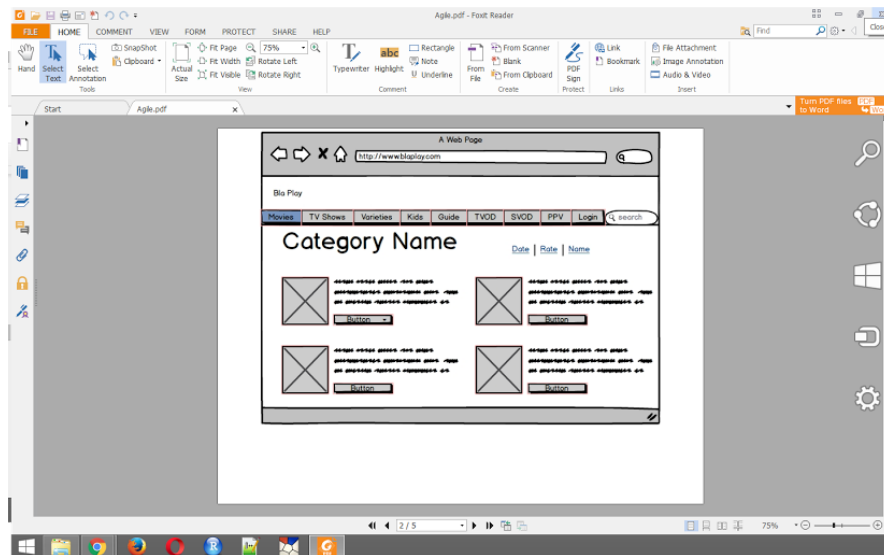 Agile.pdf - Foxit Reader
Close
FILE HOME COMMENT VIEW FORM PROTECT SHARE HELP
Find
Hand
Select Text
Select Annotation
SnapShot
Clipboard
Tools
Actual Size
Fit Page
Fit Width
Fit Visible
75%
Rotate Left
Rotate Right
View
Typewriter
Highlight
Rectangle
Note
Underline
Comment
From File
From Scanner
Blank
From Clipboard
Create
PDF Sign
Protect
Link
Bookmark
Links
File Attachment
Image Annotation
Audio & Video
Insert
Start
Agile.pdf
Turn PDF files
to Word
A Web Page
http://www.blaplay.com
Bla Play
Movies TV Shows Varieties Kids Guide TVOD SVOD PPV Login search
Category Name
Date | Rate | Name
Button
Button
Button
Button
2 / 5
75%